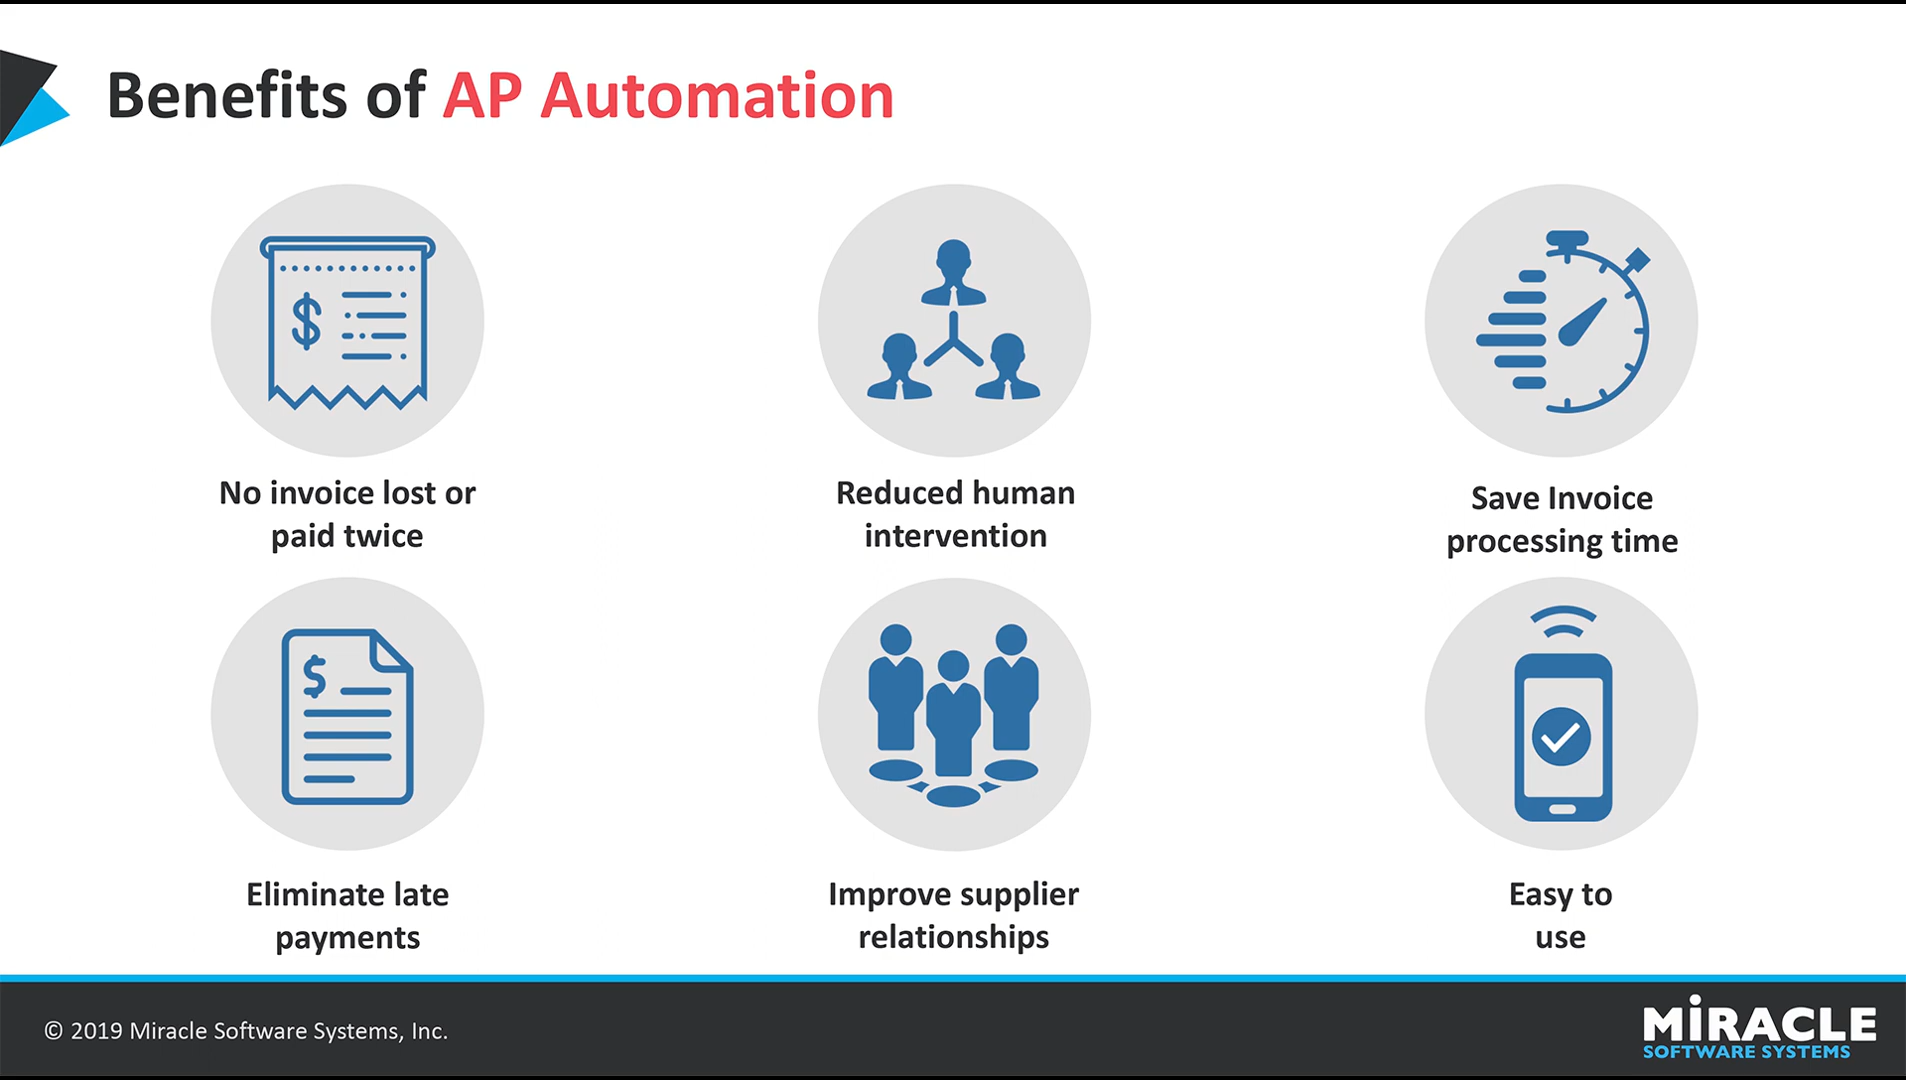 Benefits of AP Automation
No invoice lost or
paid twice
Reduced human
intervention
Save Invoice
processing time
Eliminate late
payments
Improve supplier
relationships
Easy to
use
© 2019 Miracle Software Systems, Inc.
MiRACLE
SOFTWARE SYSTEMS